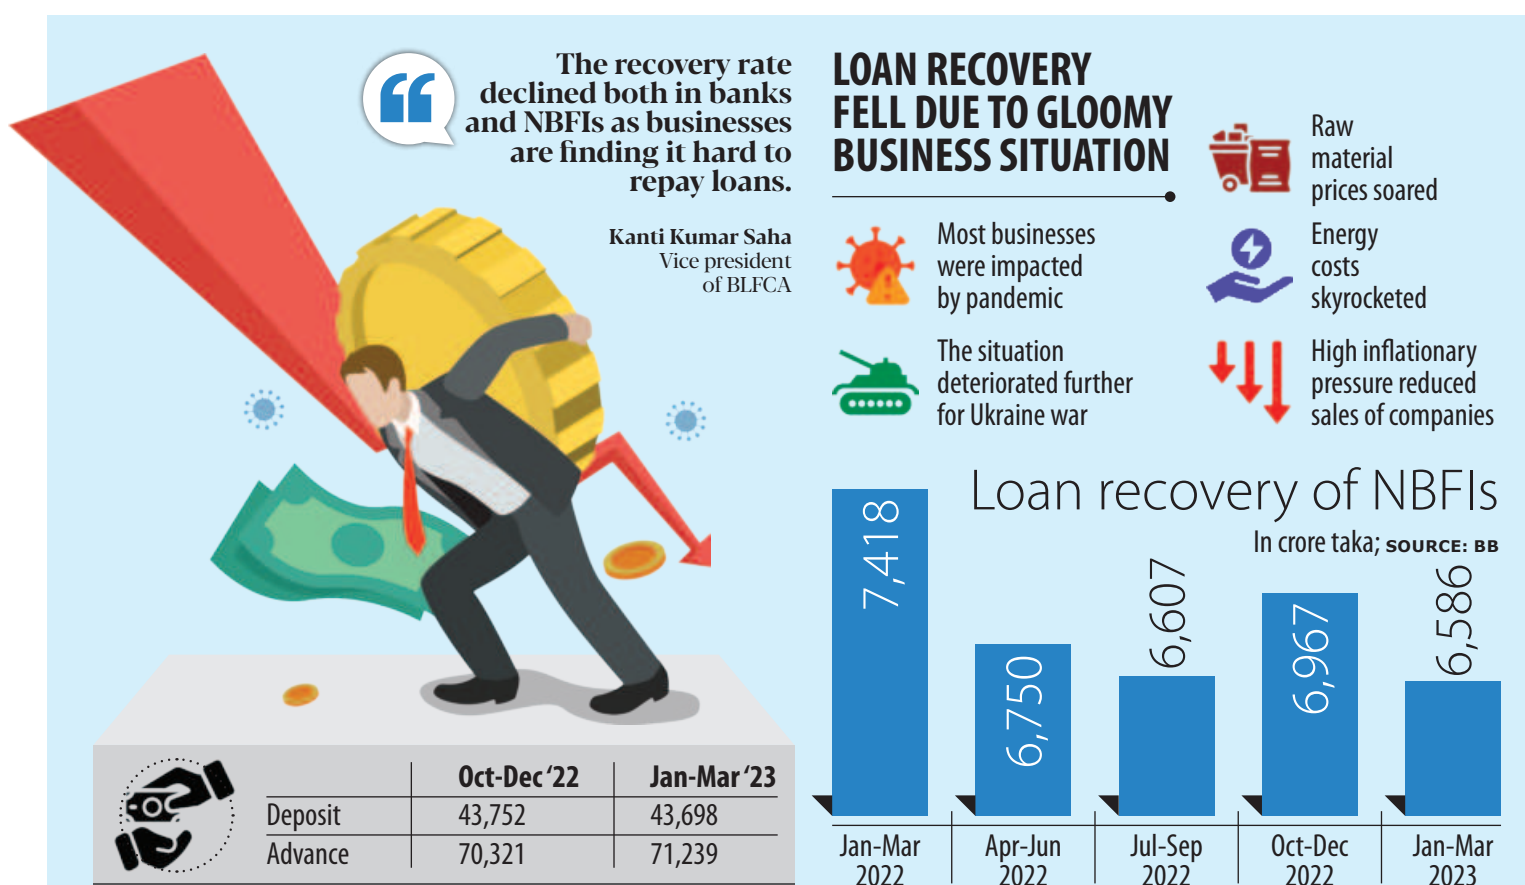 The recovery rate
declined both in banks
and NBFIs as businesses
are finding it hard to
repay loans.
Kanti Kumar Saha
Vice president
of BLFCA
LOAN RECOVERY
FELL DUE TO GLOOMY
BUSINESS SITUATION
Most businesses
were impacted
by pandemic
The situation
deteriorated further
for Ukraine war
Raw
material
prices soared
Energy
costs
skyrocketed
High inflationary
pressure reduced
sales of companies
Loan recovery of NBFIs
In crore taka; SOURCE: BB
7,418
6,750
6,607
6,967
6,586
Jan-Mar Apr-Jun Jul-Sep Oct-Dec Jan-Mar
2022 2022 2022 2022 2023
Oct-Dec ‘22 Jan-Mar ‘23
Deposit 43,752 43,698
Advance 70,321 71,239